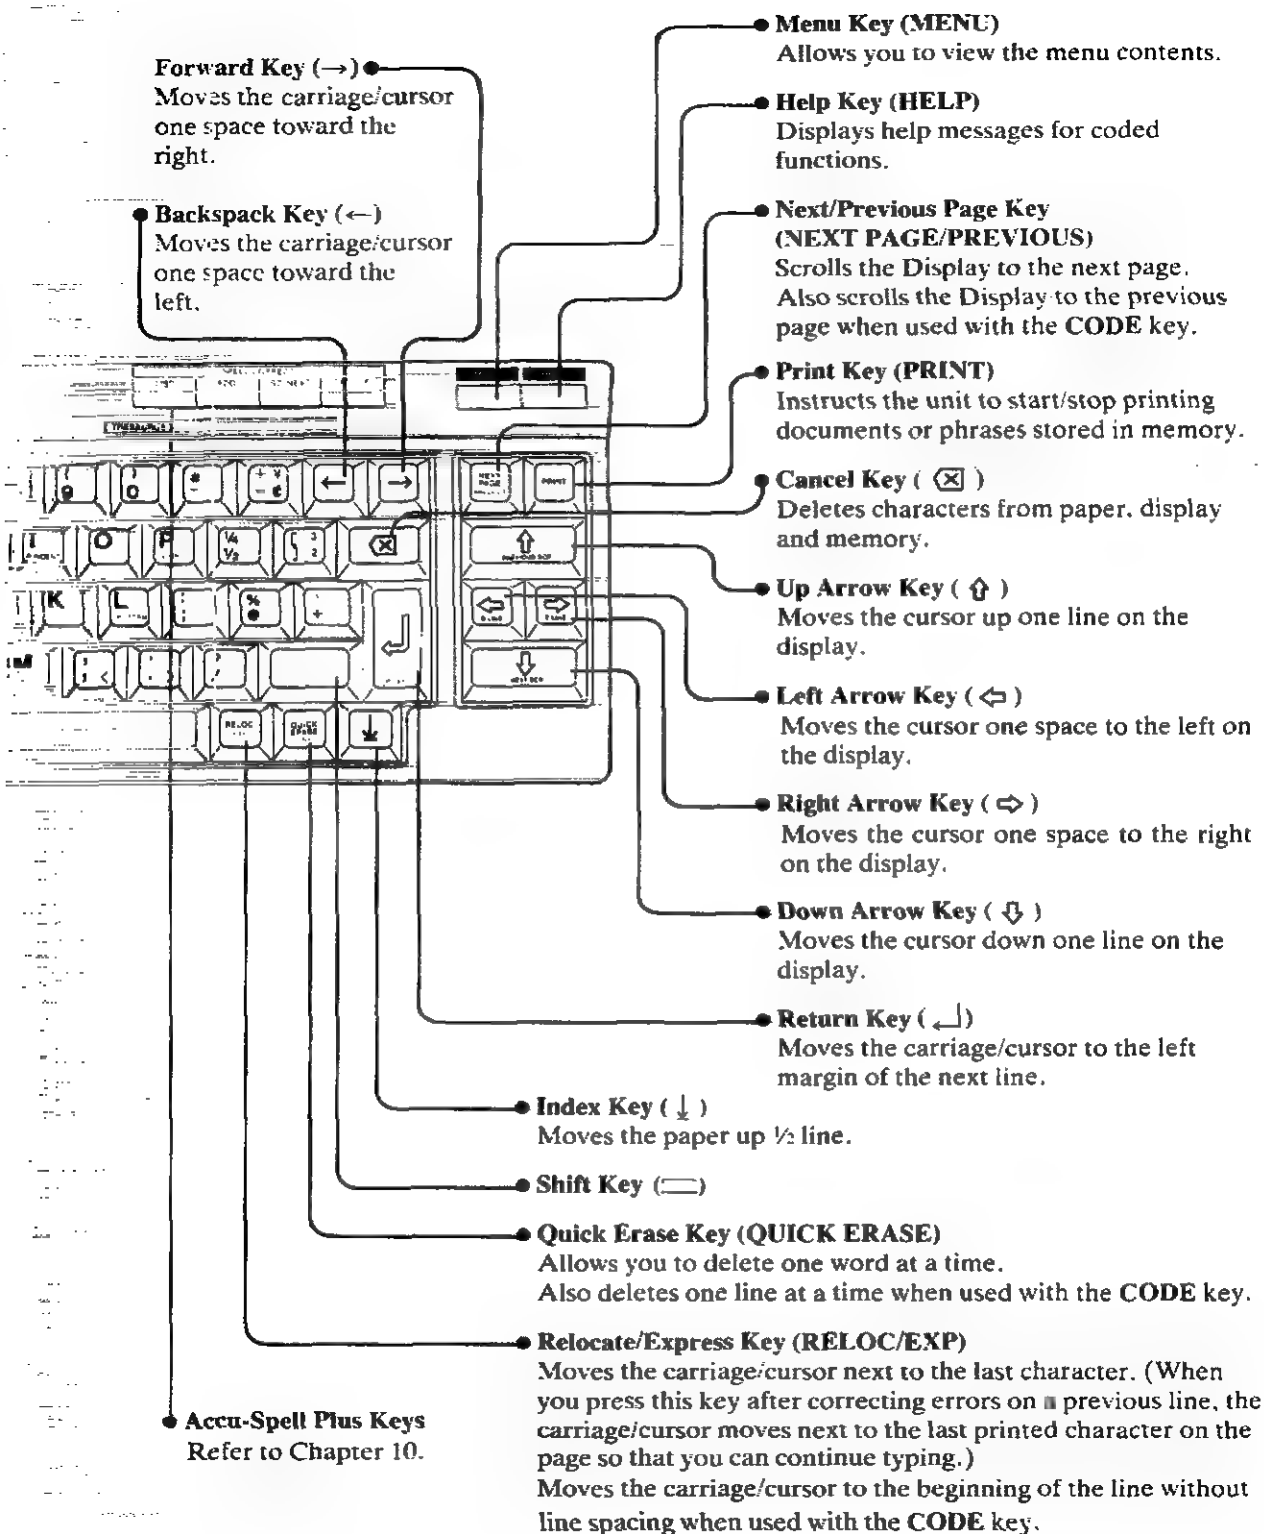 Menu Key (MENU)
Allows you to view the menu contents.
Forward Key (→)
Moves the carriage/cursor
one space toward the
right.
Help Key (HELP)
Displays help messages for coded
functions.
Backspack Key (←)
Moves the carriage/cursor
one space toward the
left.
Next/Previous Page Key
(NEXT PAGE/PREVIOUS)
Scrolls the Display to the next page.
Also scrolls the Display to the previous
page when used with the CODE key.
Print Key (PRINT)
Instructs the unit to start/stop printing
documents or phrases stored in memory.
Cancel Key ( ⌫ )
Deletes characters from paper, display
and memory.
Up Arrow Key ( ⇧ )
Moves the cursor up one line on the
display.
Left Arrow Key ( ⇦ )
Moves the cursor one space to the left on
the display.
Right Arrow Key ( ⇨ )
Moves the cursor one space to the right
on the display.
Down Arrow Key ( ⇩ )
Moves the cursor down one line on the
display.
Return Key ( ↵ )
Moves the carriage/cursor to the left
margin of the next line.
Index Key ( ↓ )
Moves the paper up ½ line.
Shift Key (▭)
Quick Erase Key (QUICK ERASE)
Allows you to delete one word at a time.
Also deletes one line at a time when used with the CODE key.
Relocate/Express Key (RELOC/EXP)
Moves the carriage/cursor next to the last character. (When
you press this key after correcting errors on a previous line, the
carriage/cursor moves next to the last printed character on the
page so that you can continue typing.)
Moves the carriage/cursor to the beginning of the line without
line spacing when used with the CODE key.
Accu-Spell Plus Keys
Refer to Chapter 10.
9 0 # ← → NEXT PAGE PRINT
I O P ¼ ½ ⌫ ⇧
K L % @ + ⇦ ⇨
RELOC QUICK ERASE ⇩